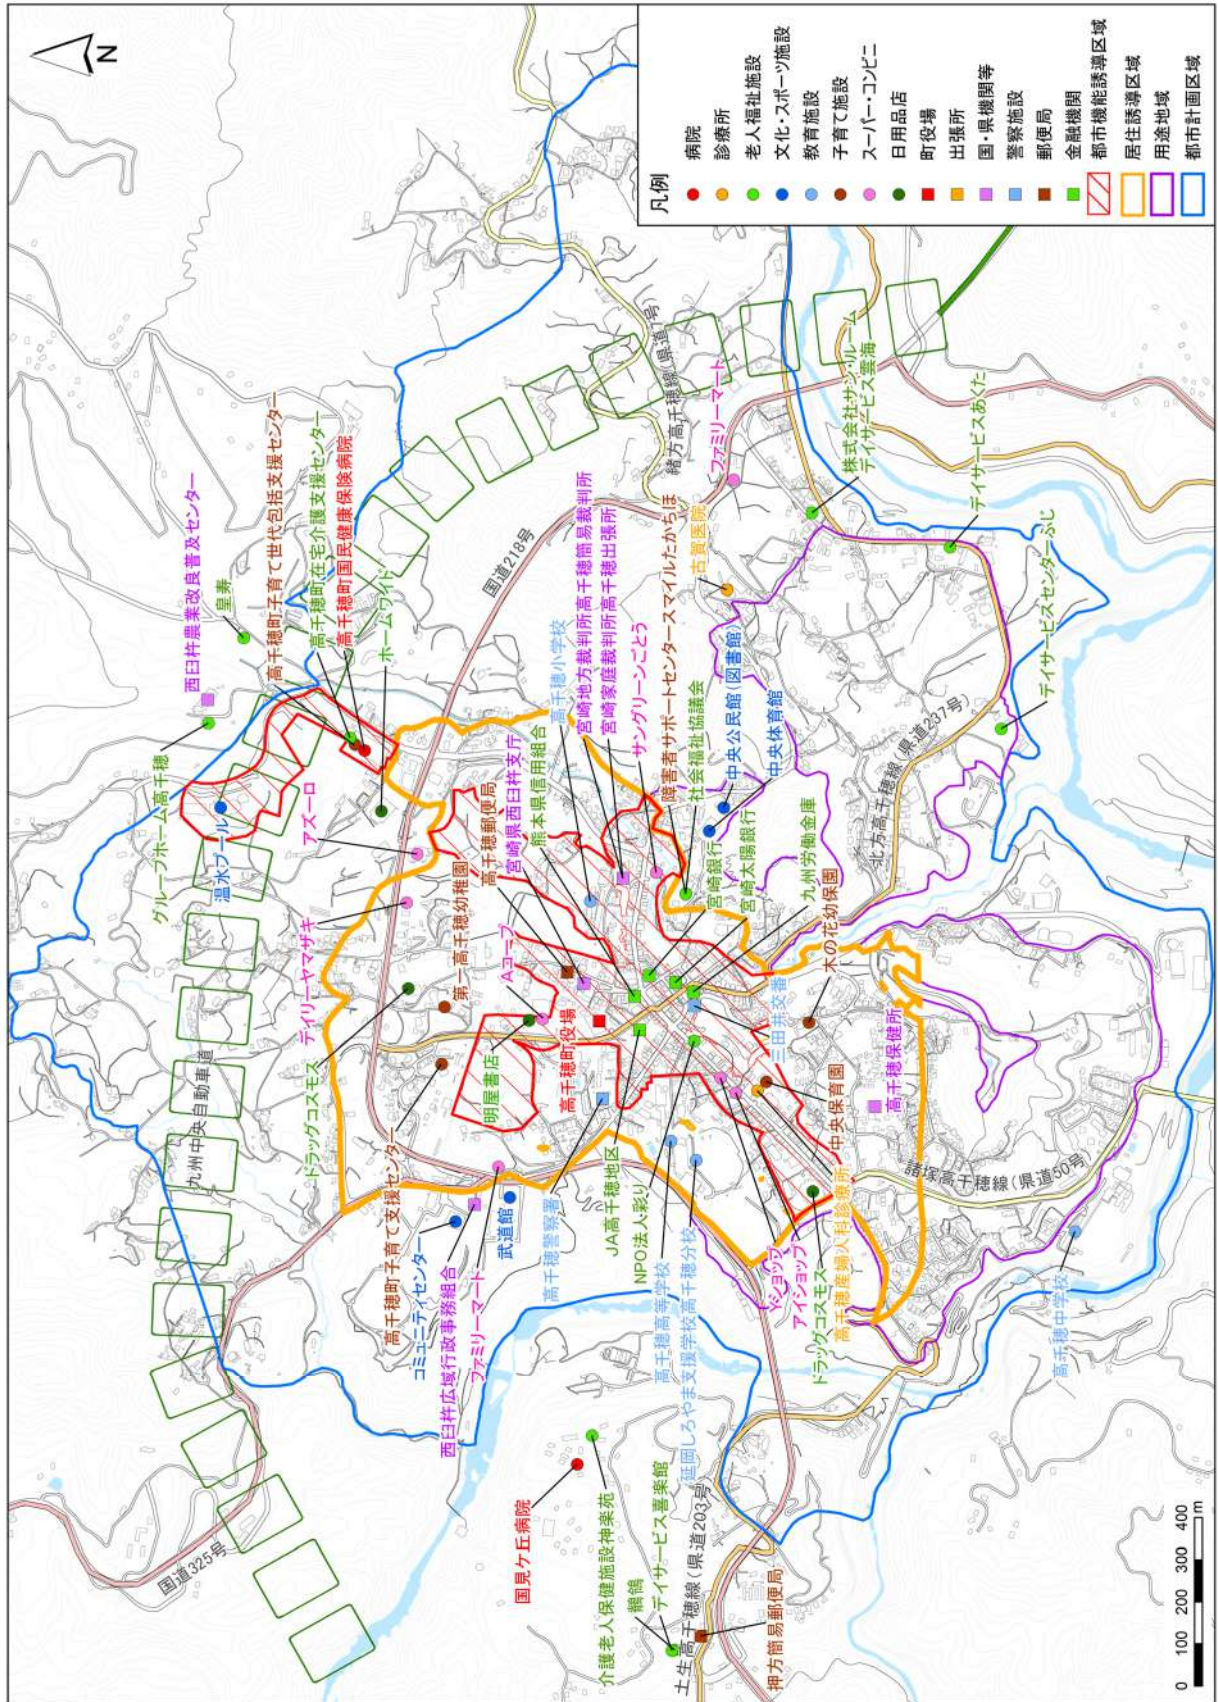 N
凡例
病院
診療所
老人福祉施設
文化・スポーツ施設
教育施設
子育て施設
スーパー・コンビニ
日用品店
町役場
出張所
国・県機関等
警察施設
郵便局
金融機関
都市機能誘導区域
居住誘導区域
用途地域
都市計画区域
西臼杵農業改良普及センター
皇寿
高千穂町子育て世代包括支援センター
高千穂町在宅介護支援センター
高千穂町国民健康保険病院
ホームワイド
グループホーム高千穂
温水プール
アズーロ
デイリーヤマザキ
ドラッグコスモス
九州中央自動車道
国道218号
緒方高千穂線(県道7号)
ファミリーマート
第一高千穂幼稚園
高千穂郵便局
宮崎県西臼杵支庁
熊本県信用組合
高千穂小学校
宮崎地方裁判所高千穂簡易裁判所
宮崎家庭裁判所高千穂出張所
サングリーンごとう
障害者サポートセンタースマイルたかちほ
社会福祉協議会
古賀医院
中央公民館(図書館)
中央体育館
宮崎銀行
宮崎太陽銀行
九州労働金庫
木の花幼保園
株式会社サン・ルーム
デイサービス雲海
デイサービスあくた
デイサービスセンターふじ
北方高千穂線(県道237号)
Aコープ
明屋書店
高千穂町役場
三田井交番
高千穂保健所
中央保育園
高千穂町子育て支援センター
コミュニティセンター
西臼杵広域行政事務組合
ファミリーマート
武道館
高千穂警察署
JA高千穂地区
NPO法人彩り
高千穂高等学校
延岡しろやま支援学校高千穂分校
Yショップ
アイショップ
ドラッグコスモス
高千穂産婦人科診療所
諸塚高千穂線(県道50号)
高千穂中学校
国道325号
国見ケ丘病院
介護老人保健施設神楽苑
鶺鴒
デイサービス喜楽館
土生高千穂線(県道203号)
押方簡易郵便局
0 100 200 300 400
m